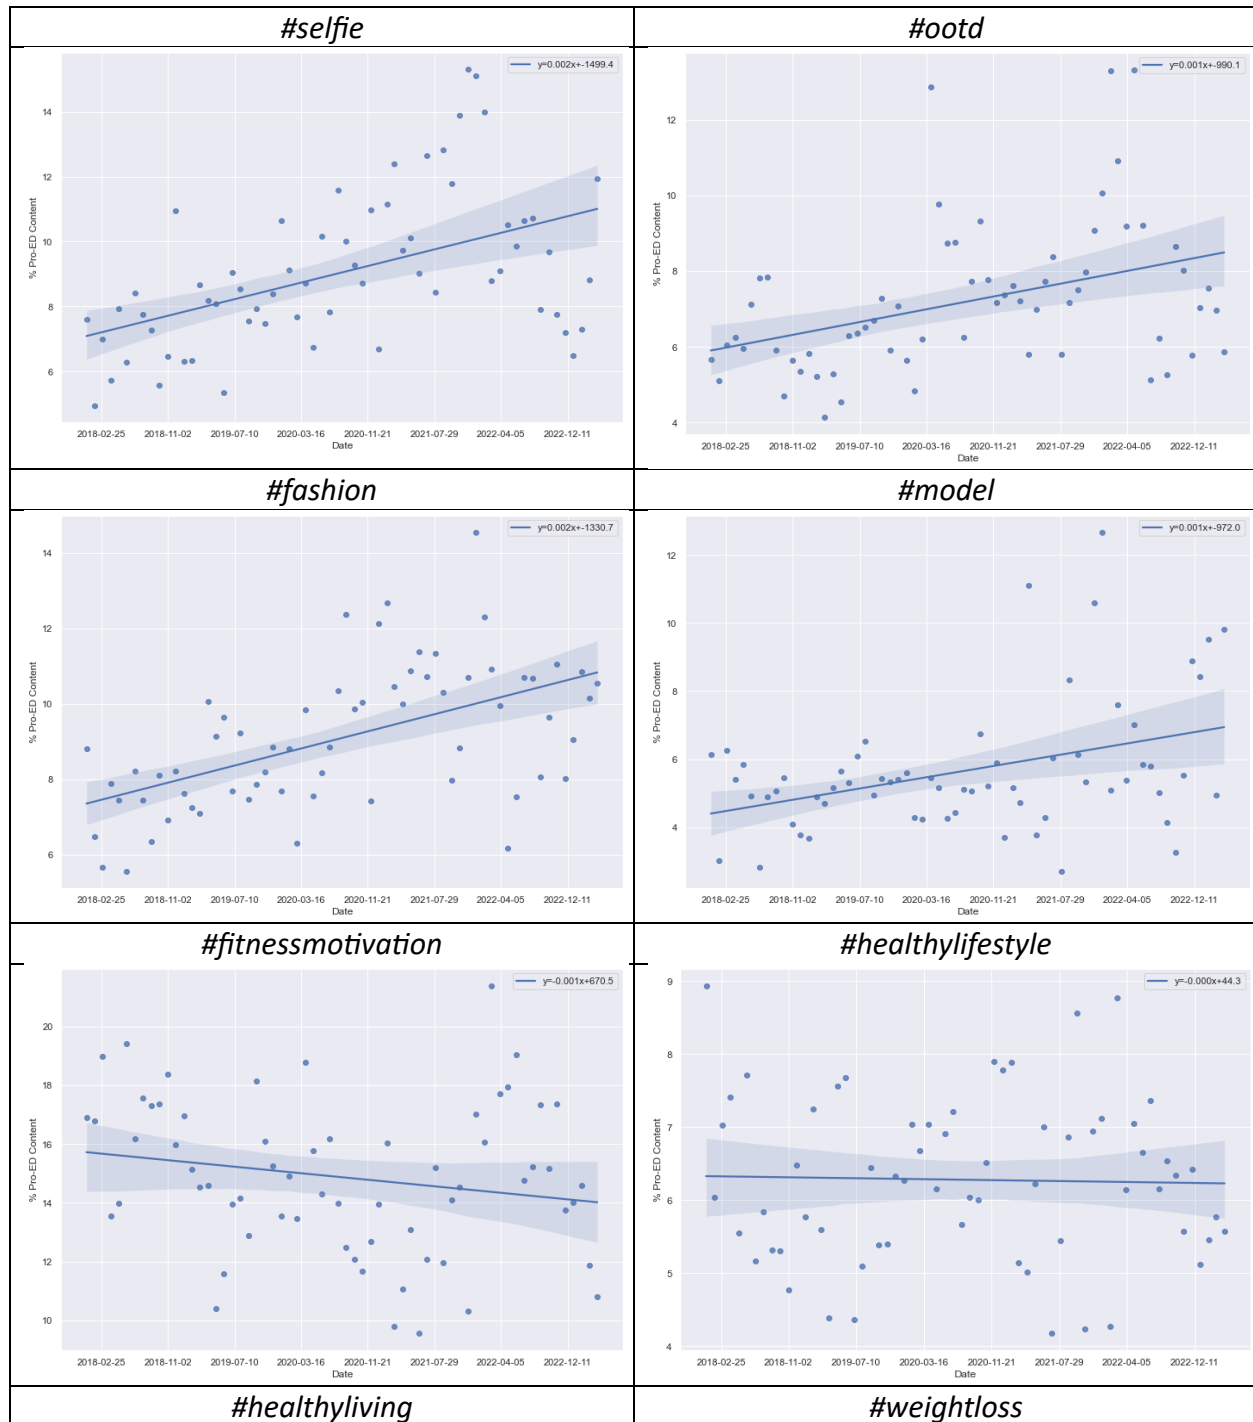 #selfie
#ootd
y=0.002x+-1499.4
% Pro-ED Content
14
12
10
8
6
2018-02-25 2018-11-02 2019-07-10 2020-03-16 2020-11-21 2021-07-29 2022-04-05 2022-12-11
Date
y=0.001x+-990.1
% Pro-ED Content
12
10
8
6
4
2018-02-25 2018-11-02 2019-07-10 2020-03-16 2020-11-21 2021-07-29 2022-04-05 2022-12-11
Date
#fashion
#model
y=0.002x+-1330.7
% Pro-ED Content
14
12
10
8
6
2018-02-25 2018-11-02 2019-07-10 2020-03-16 2020-11-21 2021-07-29 2022-04-05 2022-12-11
Date
y=0.001x+-972.0
% Pro-ED Content
12
10
8
6
4
2018-02-25 2018-11-02 2019-07-10 2020-03-16 2020-11-21 2021-07-29 2022-04-05 2022-12-11
Date
#fitnessmotivation
#healthylifestyle
y=-0.001x+670.5
% Pro-ED Content
20
18
16
14
12
10
2018-02-25 2018-11-02 2019-07-10 2020-03-16 2020-11-21 2021-07-29 2022-04-05 2022-12-11
Date
y=-0.000x+44.3
% Pro-ED Content
9
8
7
6
5
4
2018-02-25 2018-11-02 2019-07-10 2020-03-16 2020-11-21 2021-07-29 2022-04-05 2022-12-11
Date
#healthyliving
#weightloss